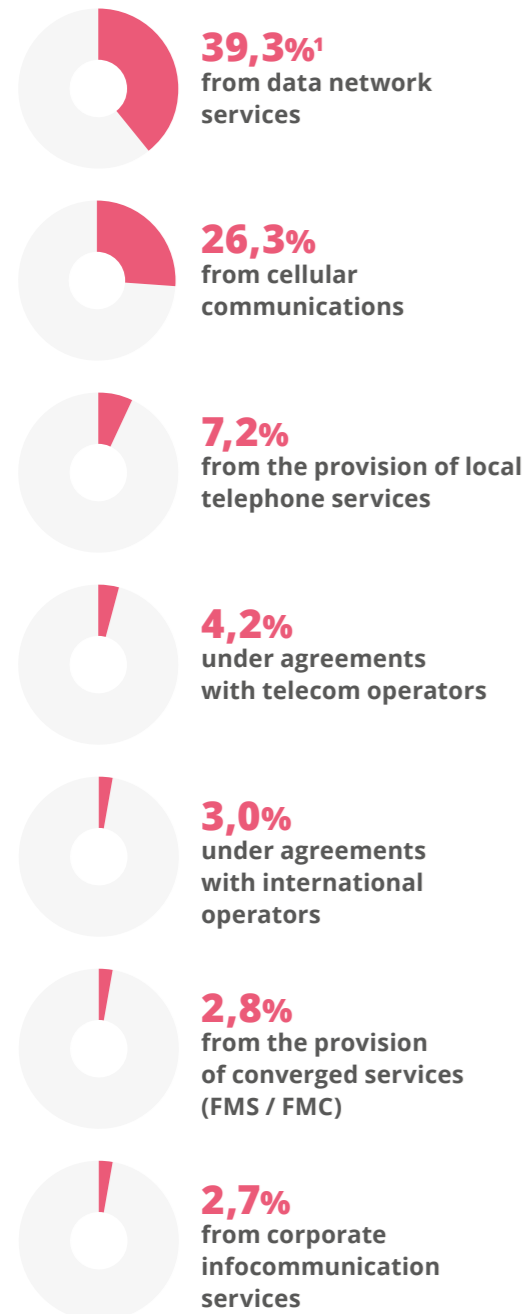 39,3%¹
from data network
services
26,3%
from cellular
communications
7,2%
from the provision of local
telephone services
4,2%
under agreements
with telecom operators
3,0%
under agreements
with international
operators
2,8%
from the provision
of converged services
(FMS / FMC)
2,7%
from corporate
infocommunication
services